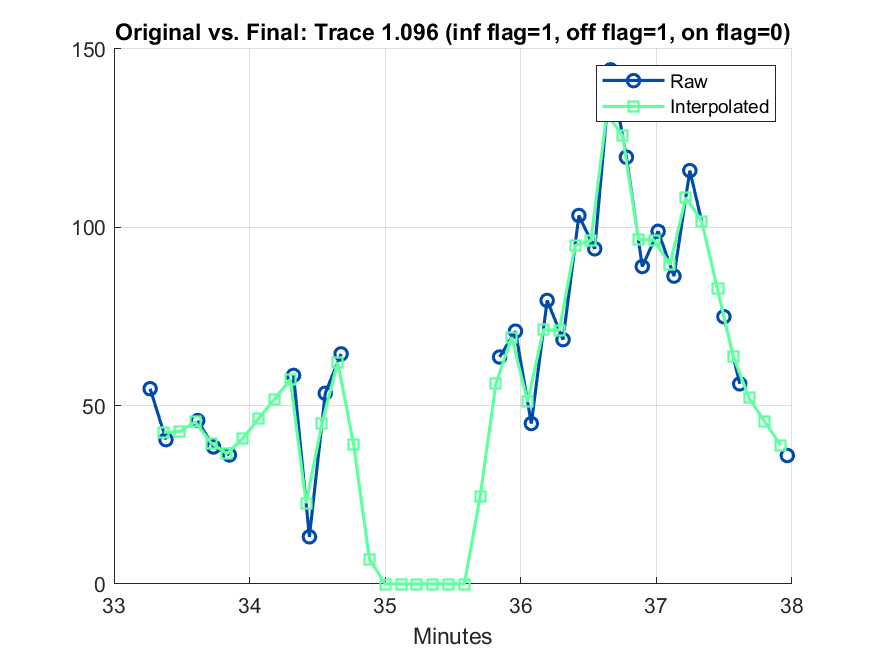 Original vs. Final: Trace 1.096 (inf flag=1, off flag=1, on flag=0)
150
100
50
0
Raw
Interpolated
33 34 35 36 37 38
Minutes